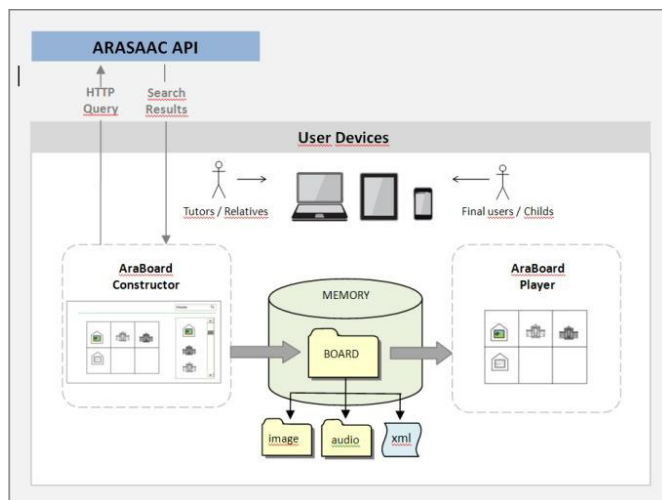 ARASAAC API
HTTP
Query
Search
Results
User Devices
Tutors / Relatives
Final users / Childs
AraBoard
Constructor
MEMORY
BOARD
AraBoard
Player
image
audio
xml